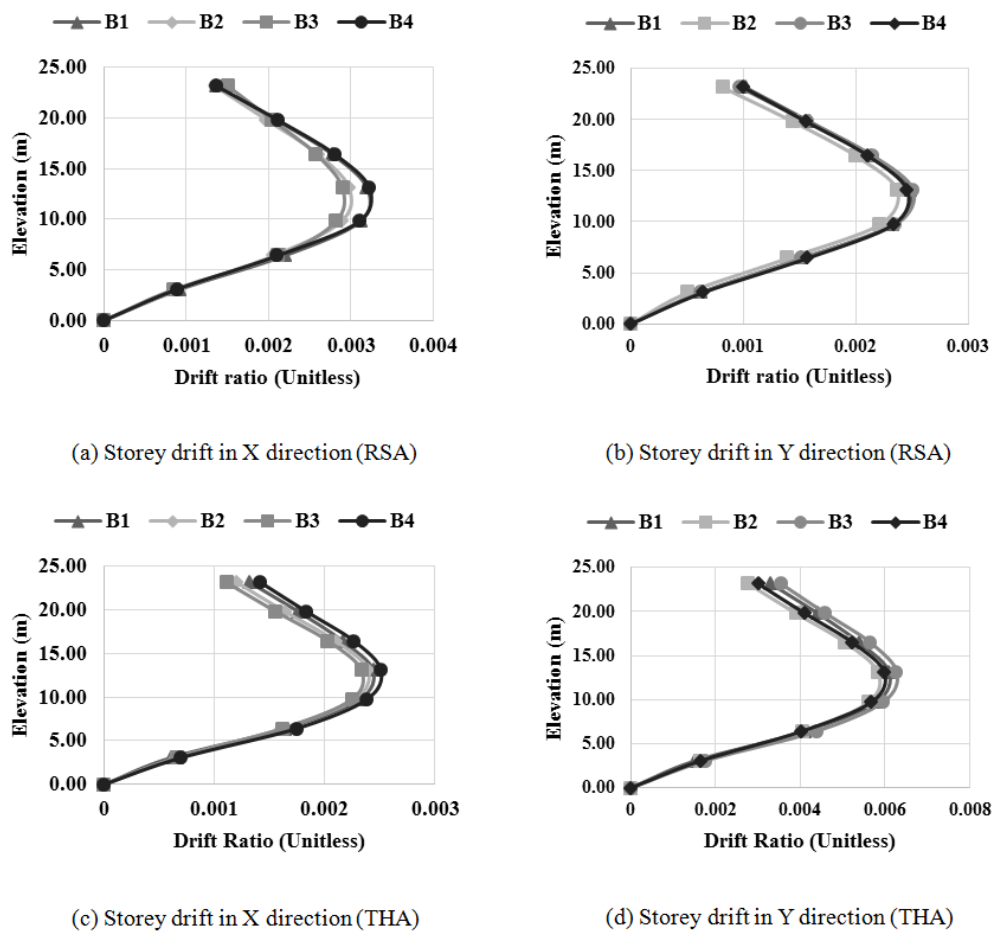 B1 B2 B3 B4
25.00
20.00
15.00
10.00
5.00
0.00
Elevation (m)
0 0.001 0.002 0.003 0.004
Drift ratio (Unitless)
(a) Storey drift in X direction (RSA)
B1 B2 B3 B4
25.00
20.00
15.00
10.00
5.00
0.00
Elevation (m)
0 0.001 0.002 0.003
Drift ratio (Unitless)
(b) Storey drift in Y direction (RSA)
B1 B2 B3 B4
25.00
20.00
15.00
10.00
5.00
0.00
Elevation (m)
0 0.001 0.002 0.003
Drift Ratio (Unitless)
(c) Storey drift in X direction (THA)
B1 B2 B3 B4
25.00
20.00
15.00
10.00
5.00
0.00
Elevation (m)
0 0.002 0.004 0.006 0.008
Drift Ratio (Unitless)
(d) Storey drift in Y direction (THA)